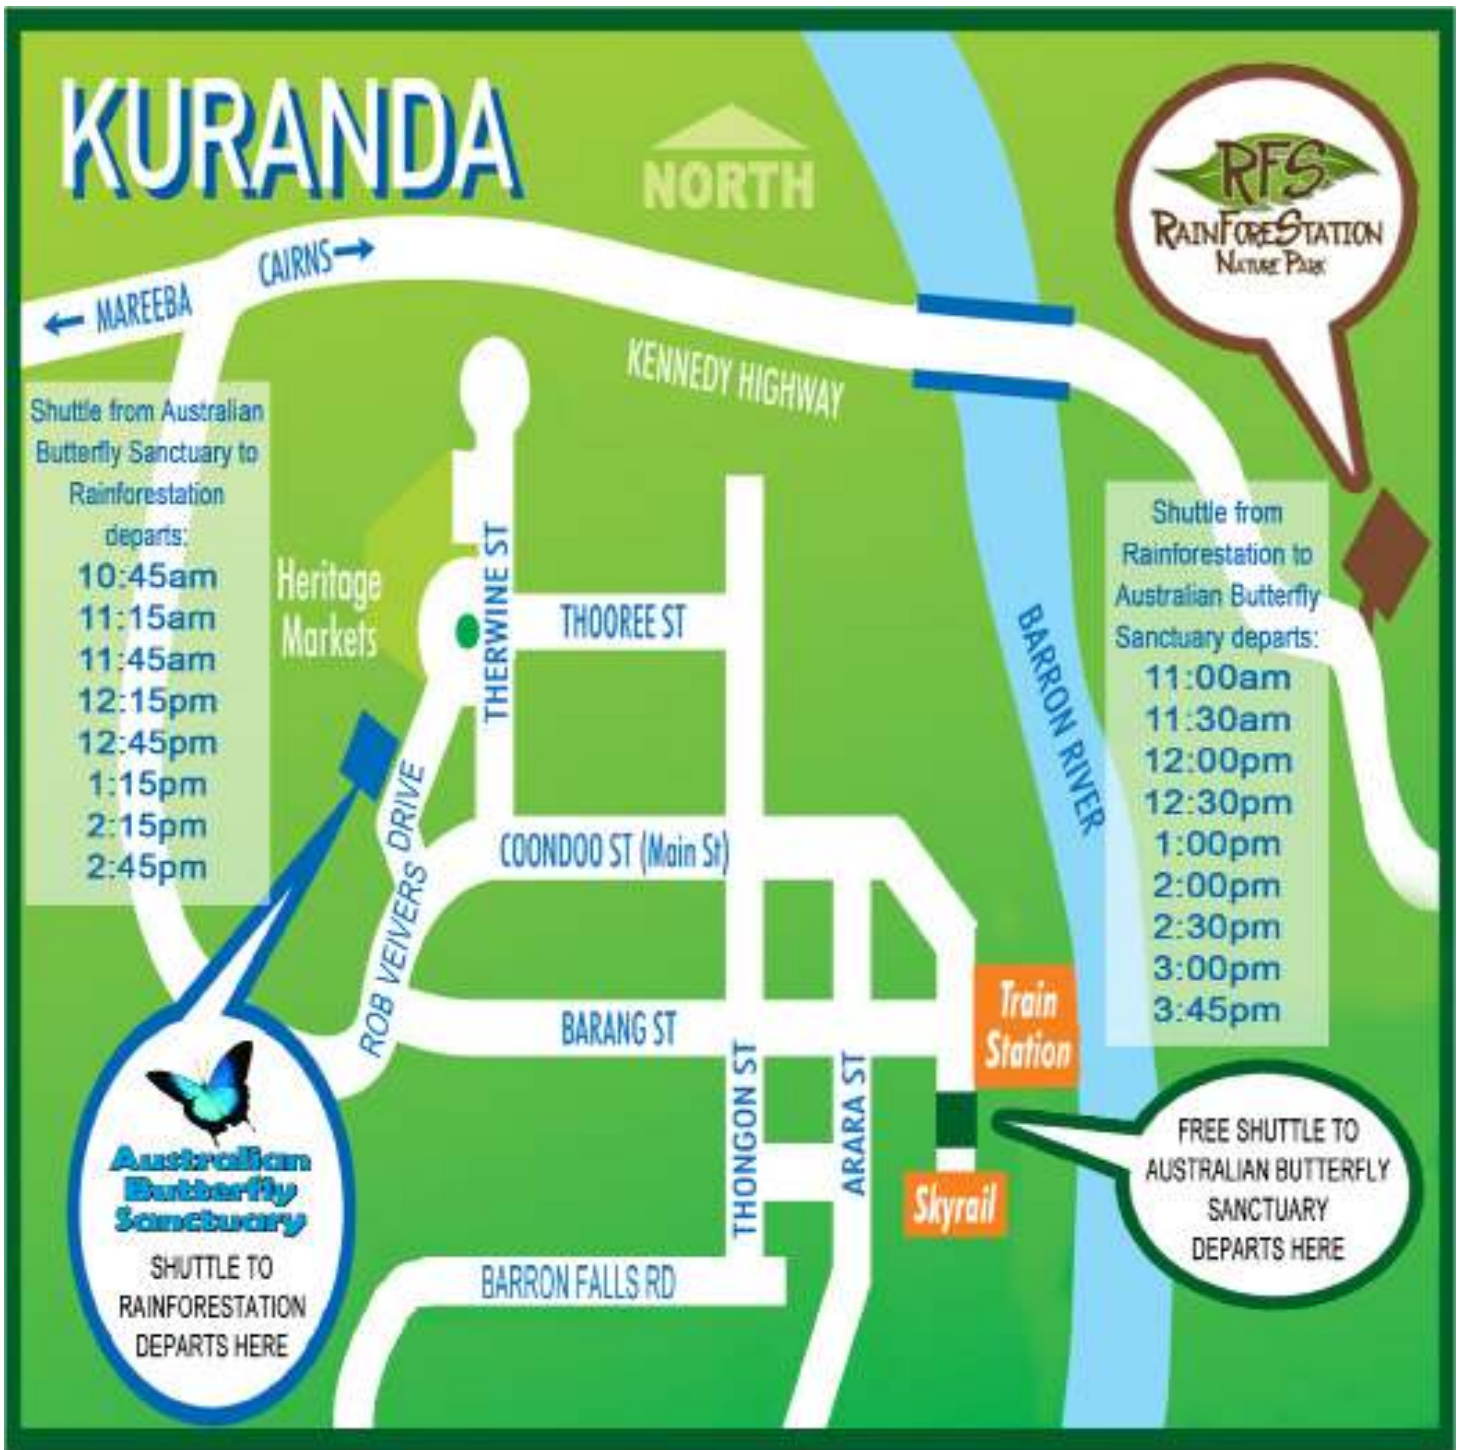 KURANDA
NORTH
RFS
RAINFORESTATION
NATURE PARK
CAIRNS
MAREEBA
KENNEDY HIGHWAY
Shuttle from Australian
Butterfly Sanctuary to
Rainforestation
departs:
10:45am
11:15am
11:45am
12:15pm
12:45pm
1:15pm
2:15pm
2:45pm
Heritage
Markets
THERWINE ST
THOOREE ST
BARRON RIVER
Shuttle from
Rainforestation to
Australian Butterfly
Sanctuary departs:
11:00am
11:30am
12:00pm
12:30pm
1:00pm
2:00pm
2:30pm
3:00pm
3:45pm
ROB VEIVERS DRIVE
COONDOO ST (Main St)
BARANG ST
Train
Station
THONGON ST
ARARA ST
Skyrail
BARRON FALLS RD
Australian
Butterfly
Sanctuary
SHUTTLE TO
RAINFORESTATION
DEPARTS HERE
FREE SHUTTLE TO
AUSTRALIAN BUTTERFLY
SANCTUARY
DEPARTS HERE